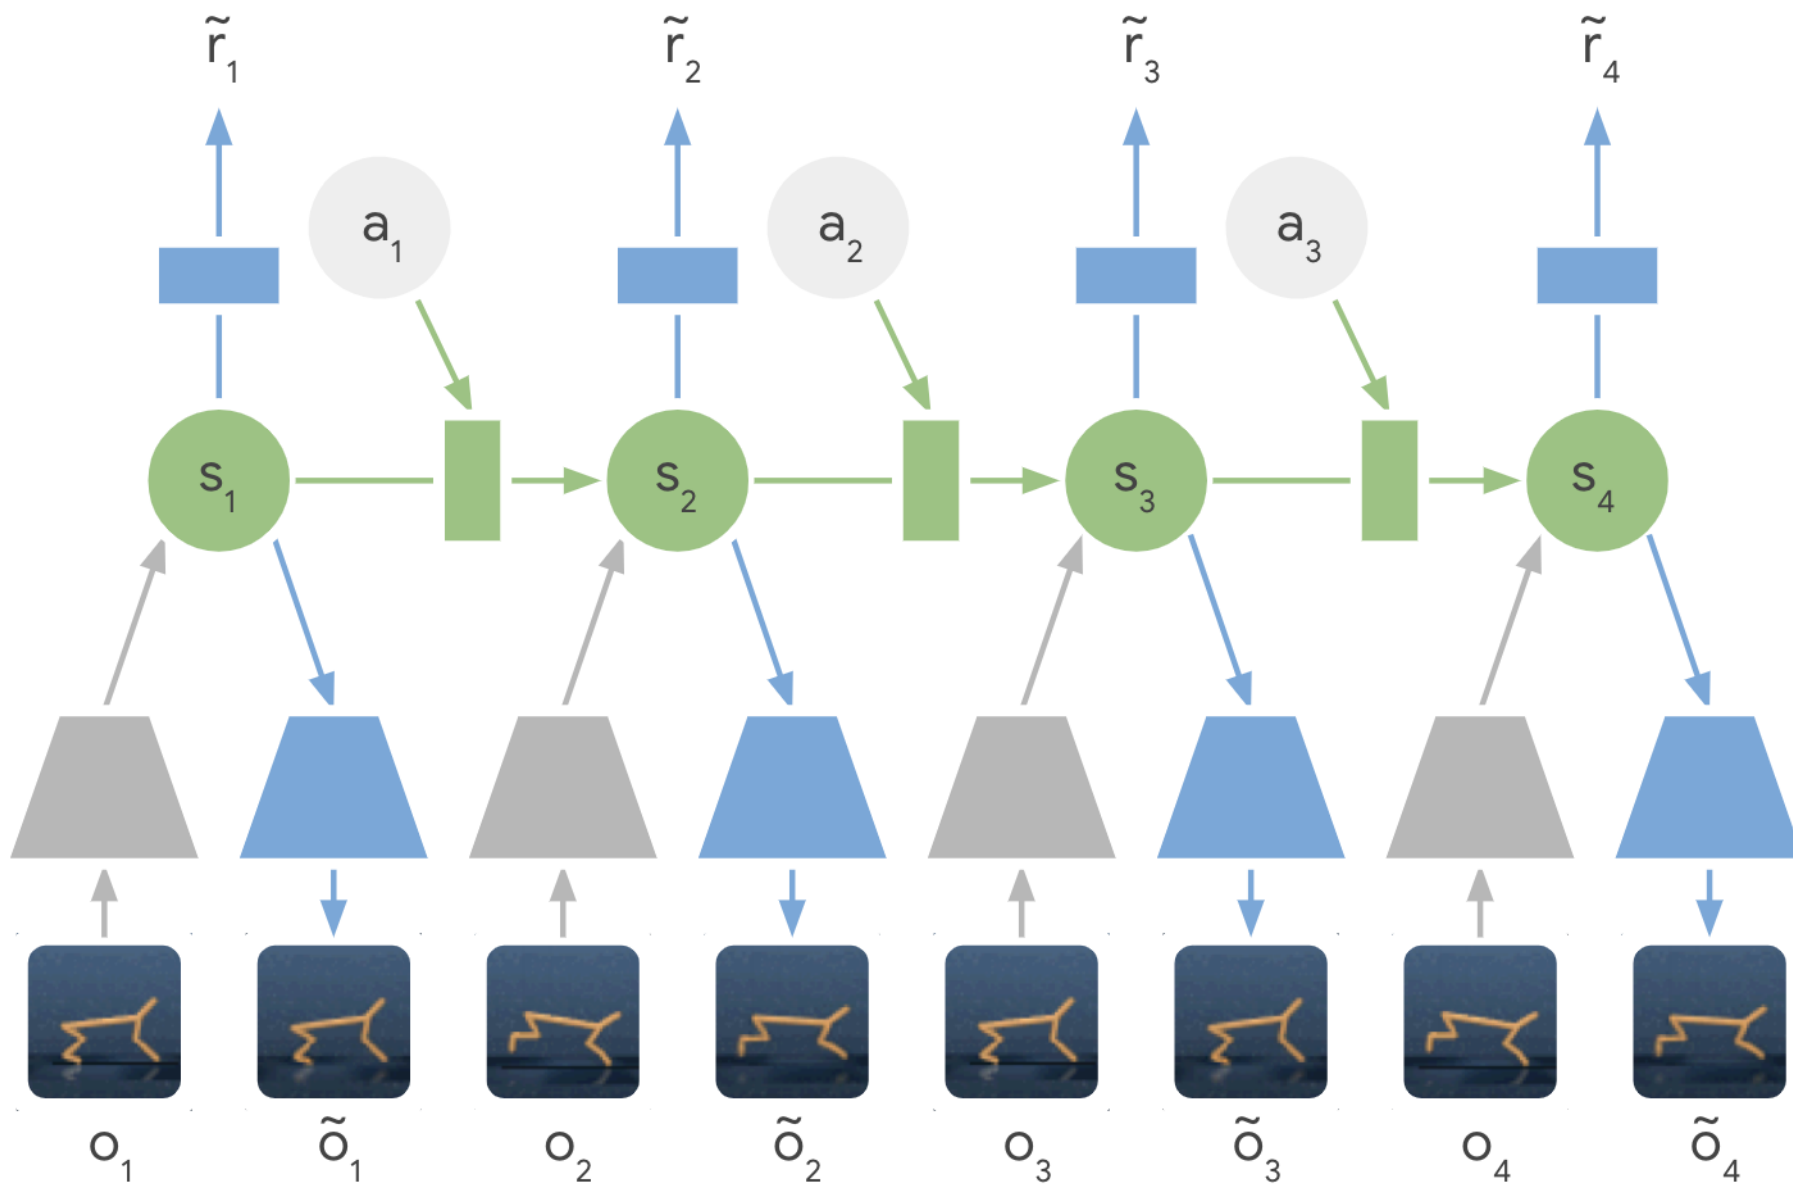 r̃₁ r̃₂ r̃₃ r̃₄
a₁ a₂ a₃
s₁ s₂ s₃ s₄
o₁ õ₁ o₂ õ₂ o₃ õ₃ o₄ õ₄